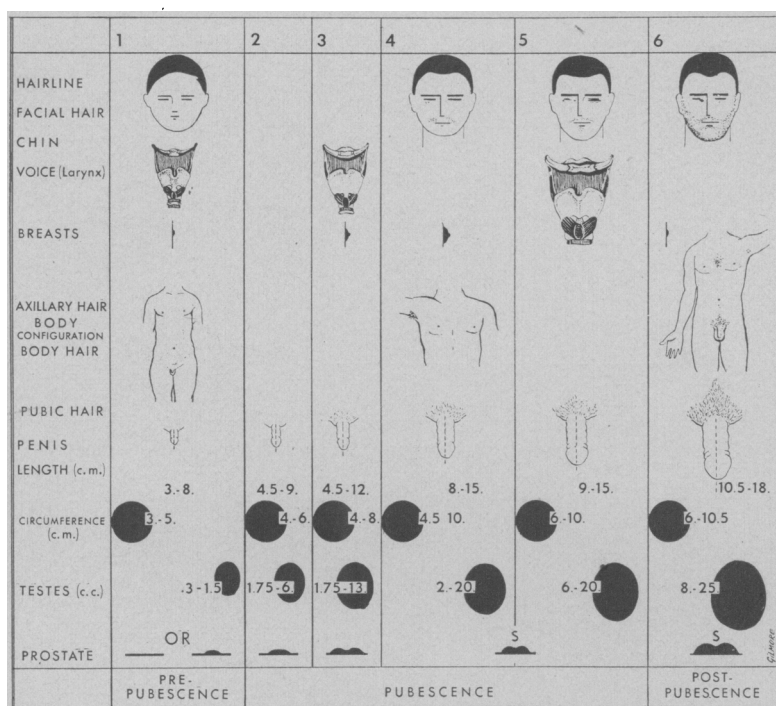 1 2 3 4 5 6
HAIRLINE
FACIAL HAIR
CHIN
VOICE (Larynx)
BREASTS
AXILLARY HAIR
BODY
CONFIGURATION
BODY HAIR
PUBIC HAIR
PENIS
LENGTH (c.m.) 3.-8. 4.5-9. 4.5-12. 8.-15. 9.-15. 10.5-18.
CIRCUMFERENCE 3.-5. 4.-6. 4.-8. 4.5 10. 6.-10. 6.-10.5
(c.m.)
TESTES (c.c.) .3-1.5 1.75-6. 1.75-13. 2.-20. 6.-20. 8.-25.
OR S S
PROSTATE
GILMORE
PRE- POST-
PUBESCENCE PUBESCENCE PUBESCENCE